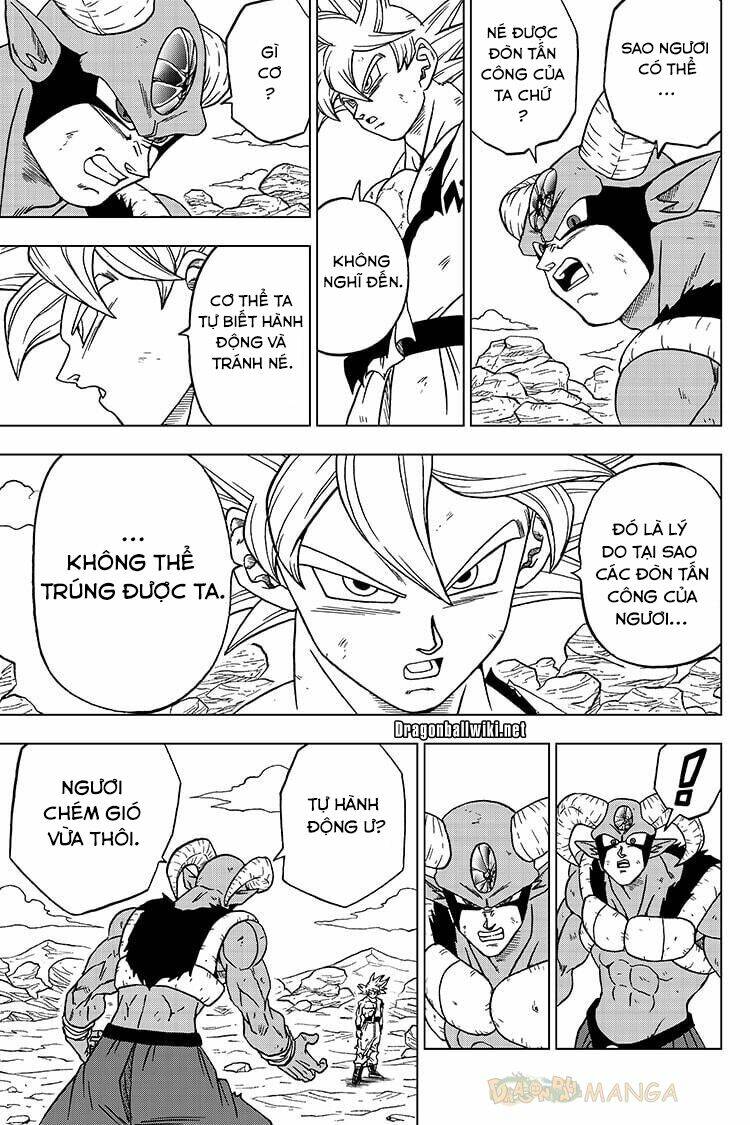 SAO NGƯƠI
CÓ THỂ
...
NÉ ĐƯỢC
ĐÒN TẤN
CÔNG CỦA
TA CHỨ
?
KHÔNG
NGHĨ ĐẾN.
GÌ
CƠ
?
CƠ THỂ TA
TỰ BIẾT HÀNH
ĐỘNG VÀ
TRÁNH NÉ.
ĐÓ LÀ LÝ
DO TẠI SAO
CÁC ĐÒN TẤN
CÔNG CỦA
NGƯƠI...
...
KHÔNG THỂ
TRÚNG ĐƯỢC TA.
Dragonballwiki.net
!
TỰ HÀNH
ĐỘNG Ư?
NGƯƠI
CHÉM GIÓ
VỪA THÔI.
DRAGON BALL MANGA